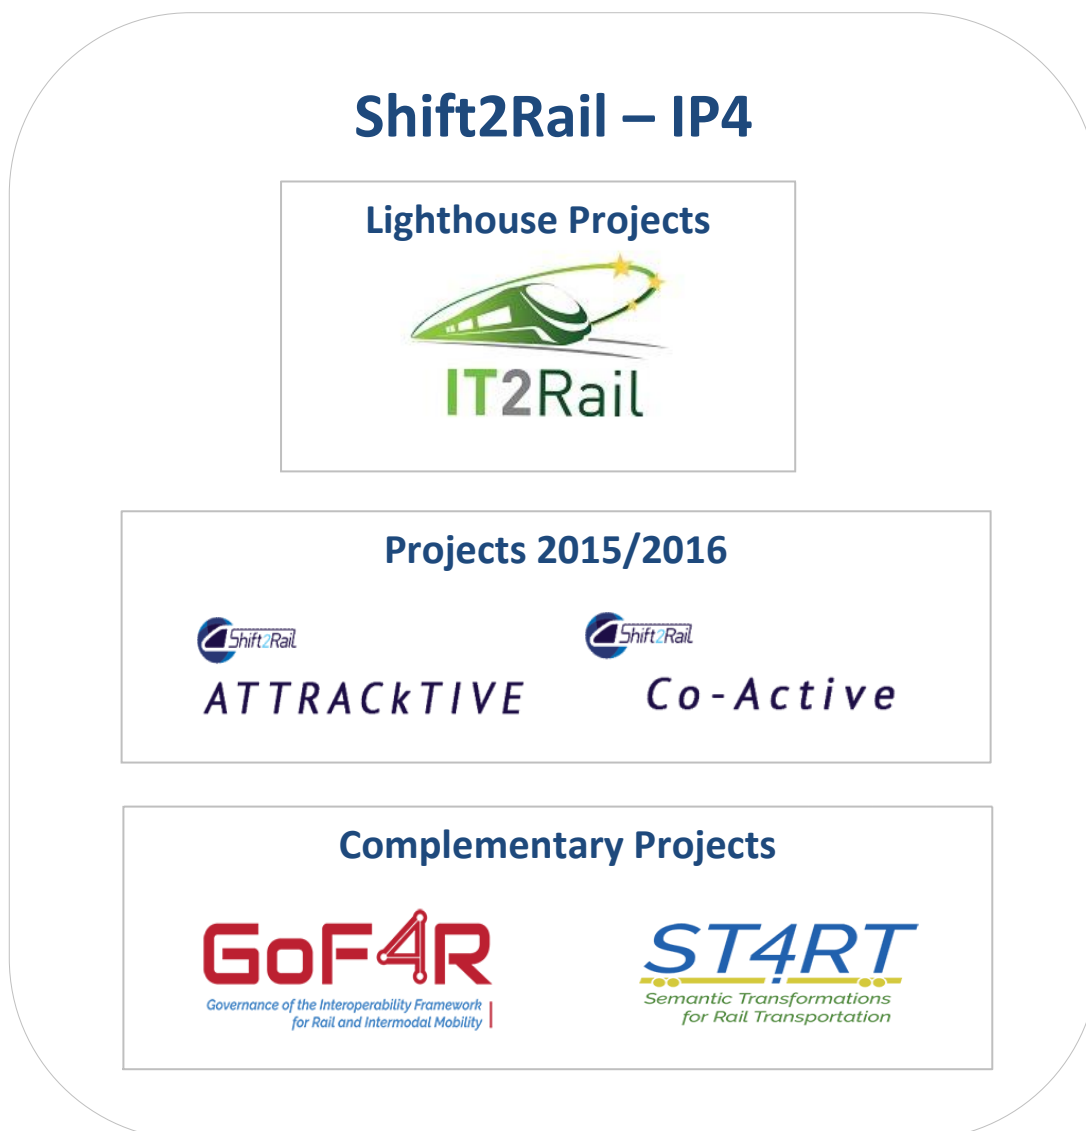 Shift2Rail – IP4
Lighthouse Projects
IT2Rail
Projects 2015/2016
Shift2Rail
ATTRACkTIVE
Shift2Rail
Co-Active
Complementary Projects
GoF4R
Governance of the Interoperability Framework
for Rail and Intermodal Mobility
ST4RT
Semantic Transformations
for Rail Transportation